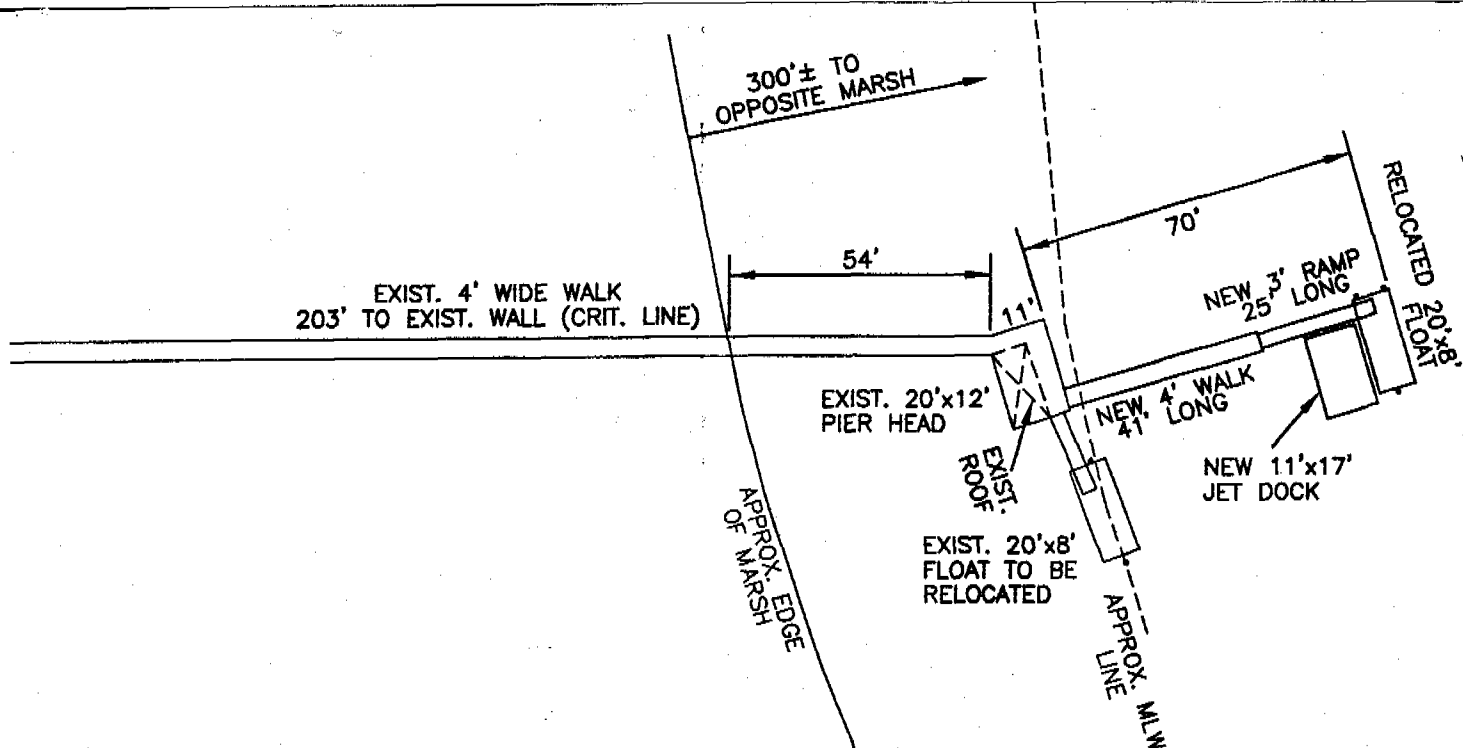 300'± TO
OPPOSITE MARSH
70'
RELOCATED 20'x8'
FLOAT
54'
EXIST. 4' WIDE WALK
203' TO EXIST. WALL (CRIT. LINE)
11'
NEW 3' RAMP
25' LONG
EXIST. 20'x12'
PIER HEAD
NEW 4' WALK
41' LONG
EXIST.
ROOF
NEW 11'x17'
JET DOCK
APPROX. EDGE
OF MARSH
EXIST. 20'x8'
FLOAT TO BE
RELOCATED
APPROX. MLW
LINE